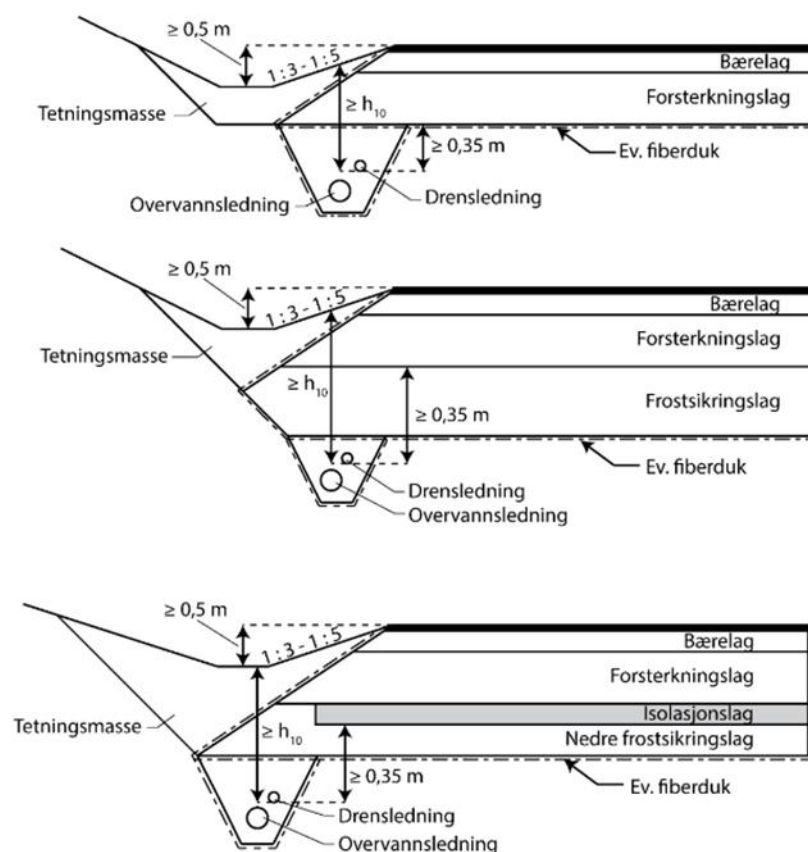 ≥ 0,5 m
1:3-1:5
Bærelag
Tetningsmasse
≥ h10
Forsterkningslag
≥ 0,35 m
Ev. fiberduk
Overvannsledning
Drensledning
≥ 0,5 m
1:3-1:5
Bærelag
Tetningsmasse
Forsterkningslag
≥ h10
≥ 0,35 m
Frostsikringslag
Ev. fiberduk
Drensledning
Overvannsledning
≥ 0,5 m
1:3-1:5
Bærelag
Forsterkningslag
Tetningsmasse
≥ h10
Isolasjonslag
Nedre frostsikringslag
≥ 0,35 m
Ev. fiberduk
Drensledning
Overvannsledning